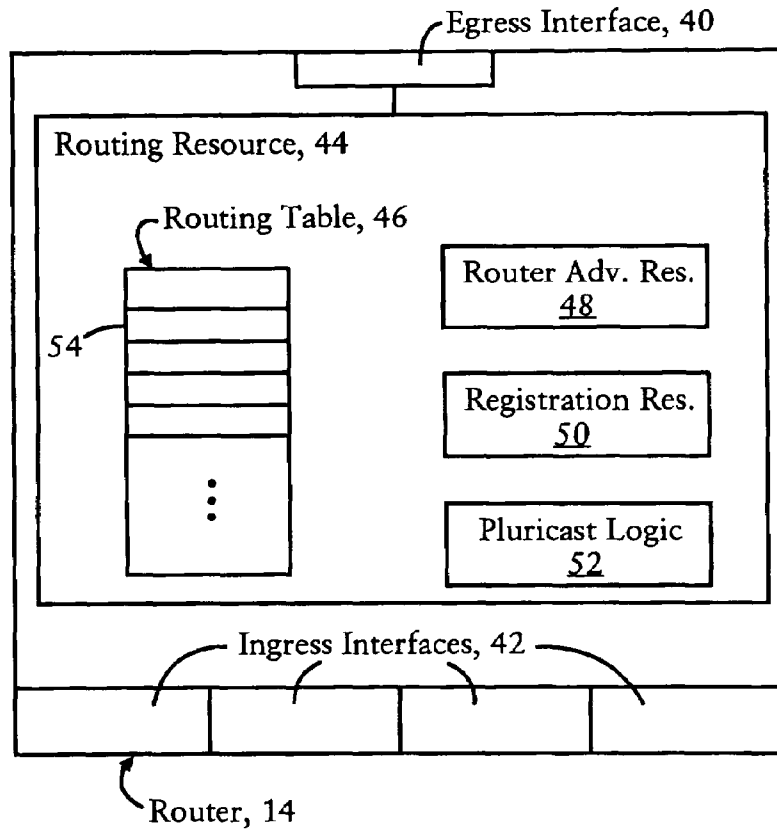 Egress Interface, 40
Routing Resource, 44
Routing Table, 46
54
Router Adv. Res.
48
Registration Res.
50
Pluricast Logic
52
Ingress Interfaces, 42
Router, 14